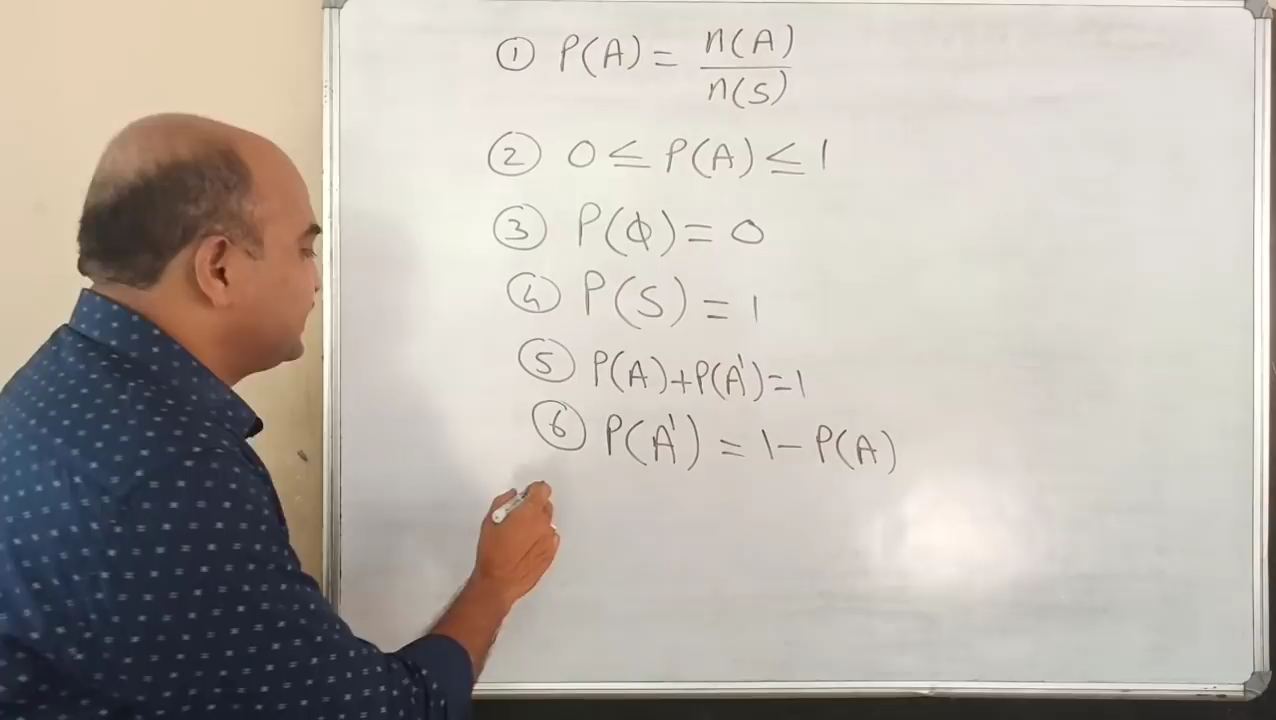 ① P(A) = n(A)/n(S)
② 0 ≤ P(A) ≤ 1
③ P(ϕ) = 0
④ P(S) = 1
⑤ P(A)+P(A')=1
⑥ P(A') = 1-P(A)